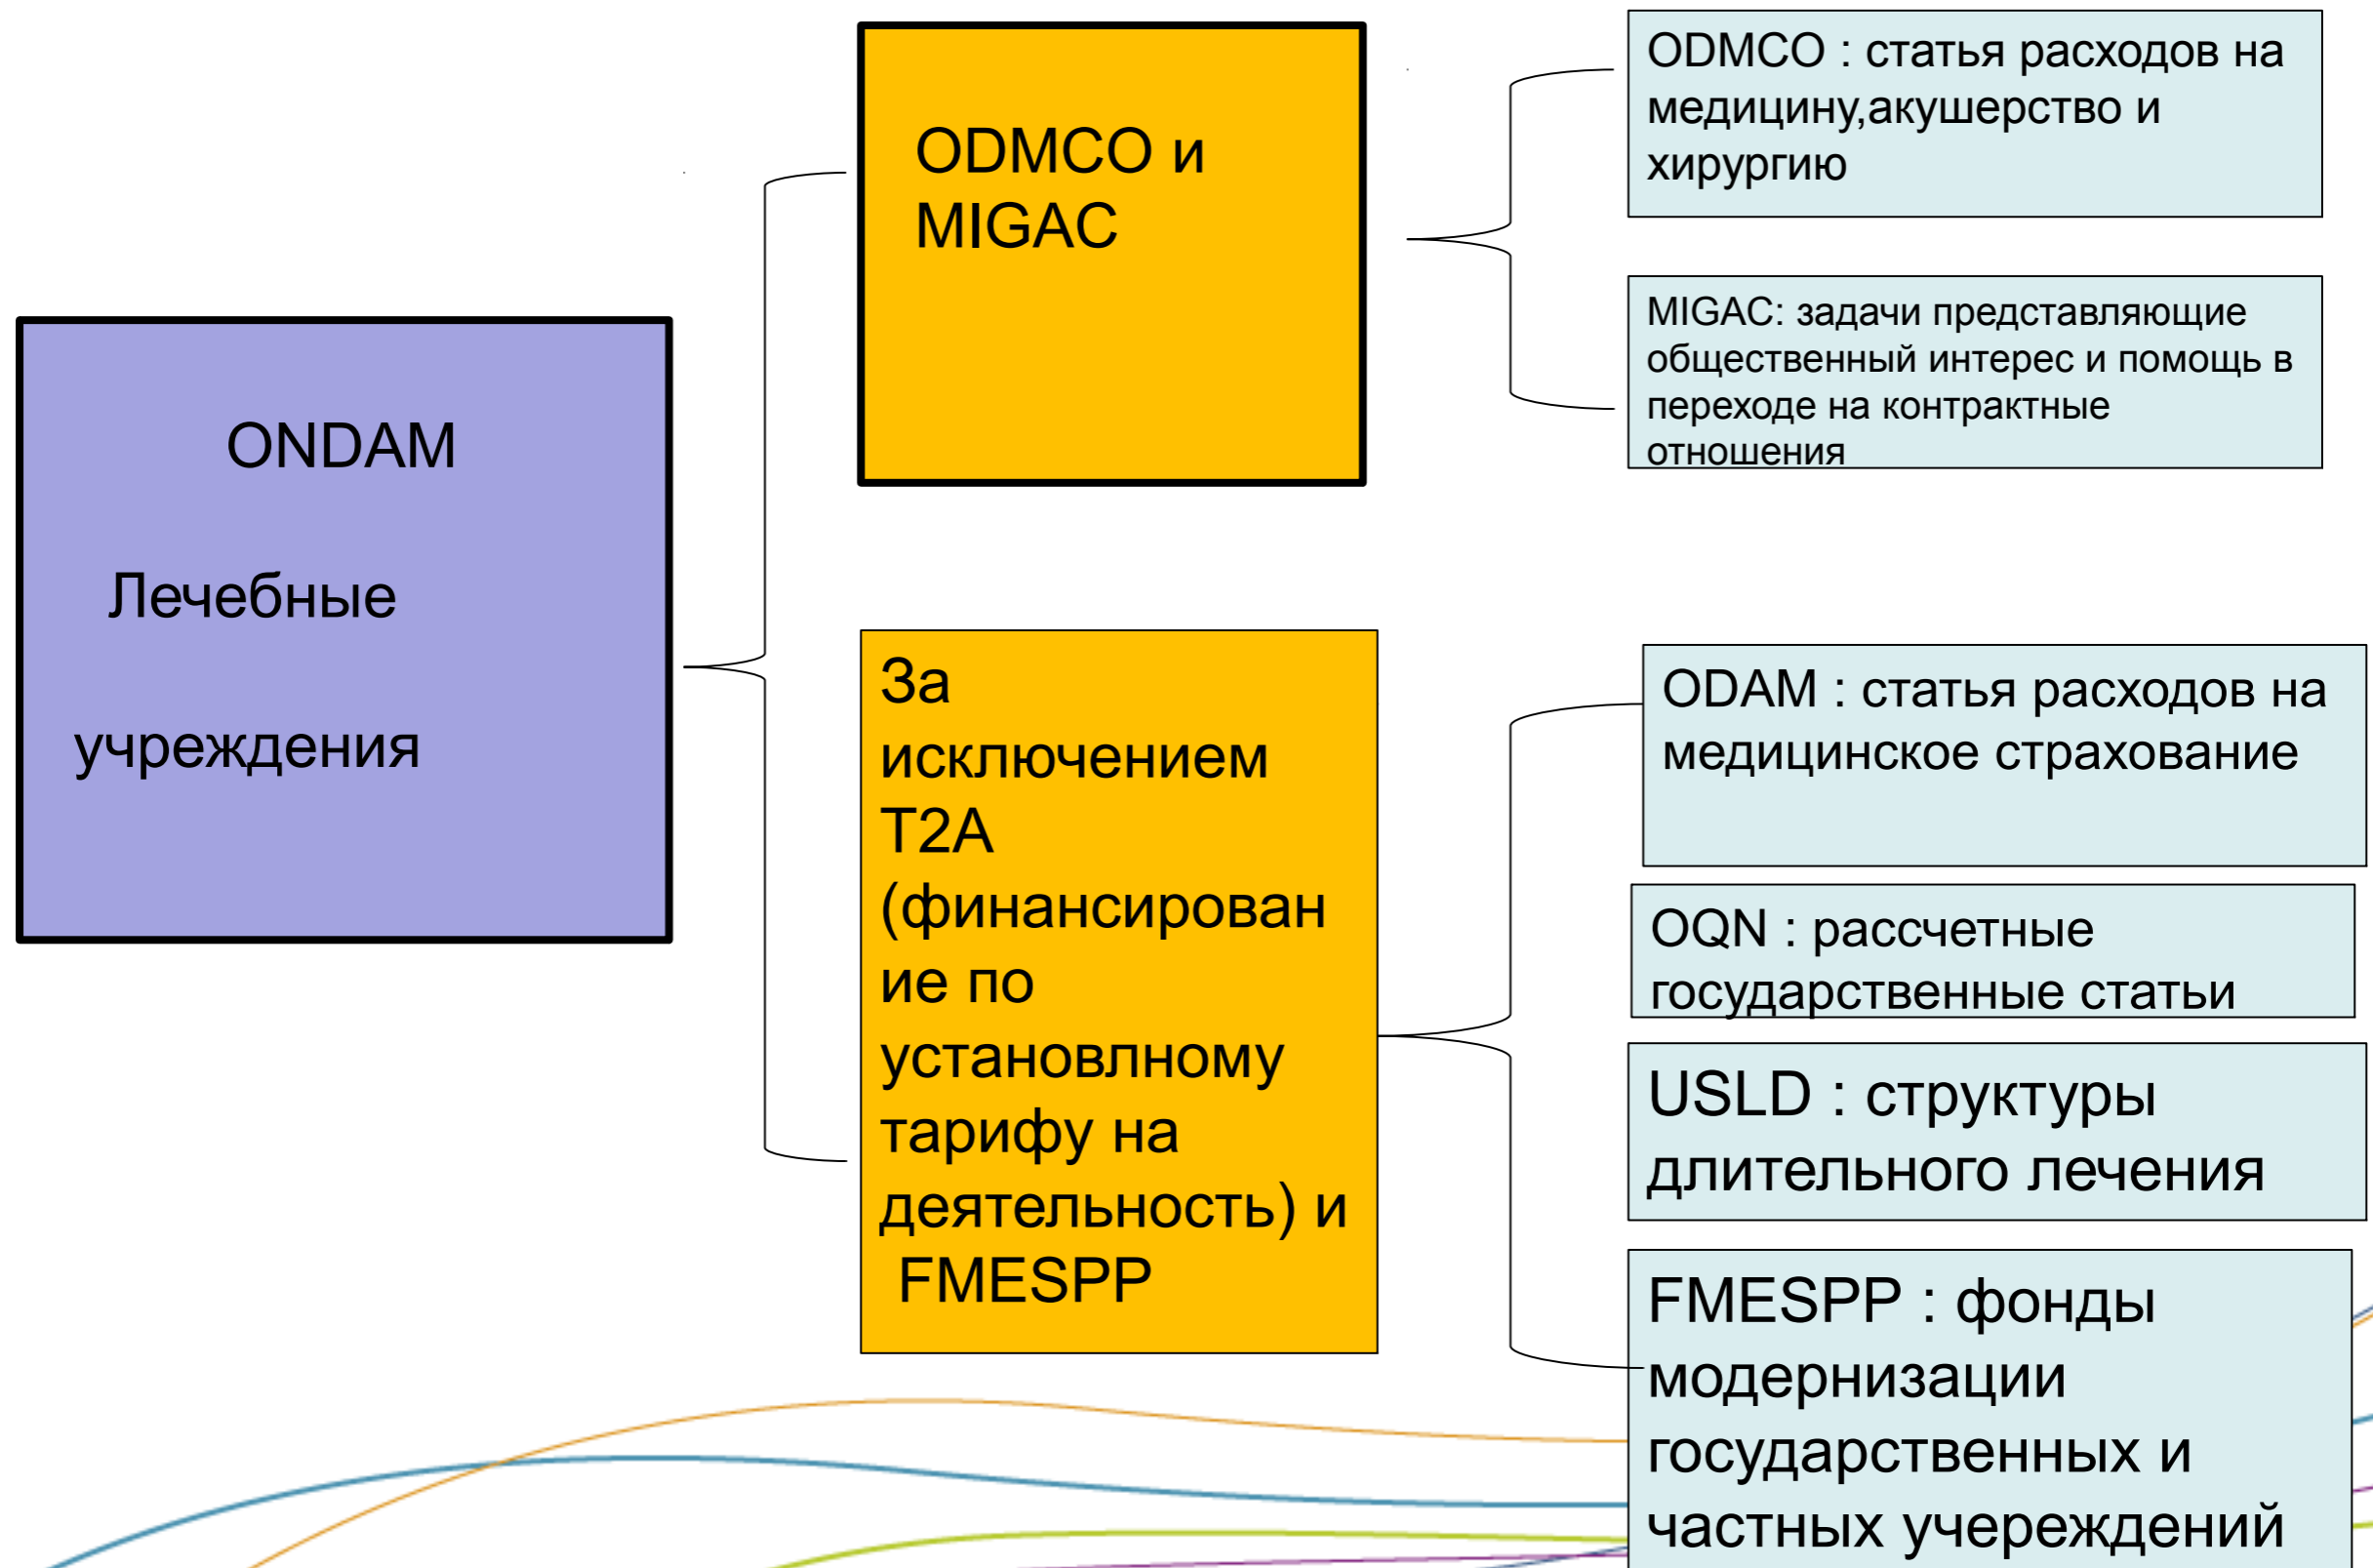 ONDAM
Лечебные
учреждения
ODMCO и
MIGAC
За
исключением
T2A
(финансирован
ие по
установлному
тарифу на
деятельность) и
FMESPP
ODMCO : статья расходов на
медицину,акушерство и
хирургию
MIGAC: задачи представляющие
общественный интерес и помощь в
переходе на контрактные
отношения
ODAM : статья расходов на
медицинское страхование
OQN : рассчетные
государственные статьи
USLD : структуры
длительного лечения
FMESPP : фонды
модернизации
государственных и
частных учереждений